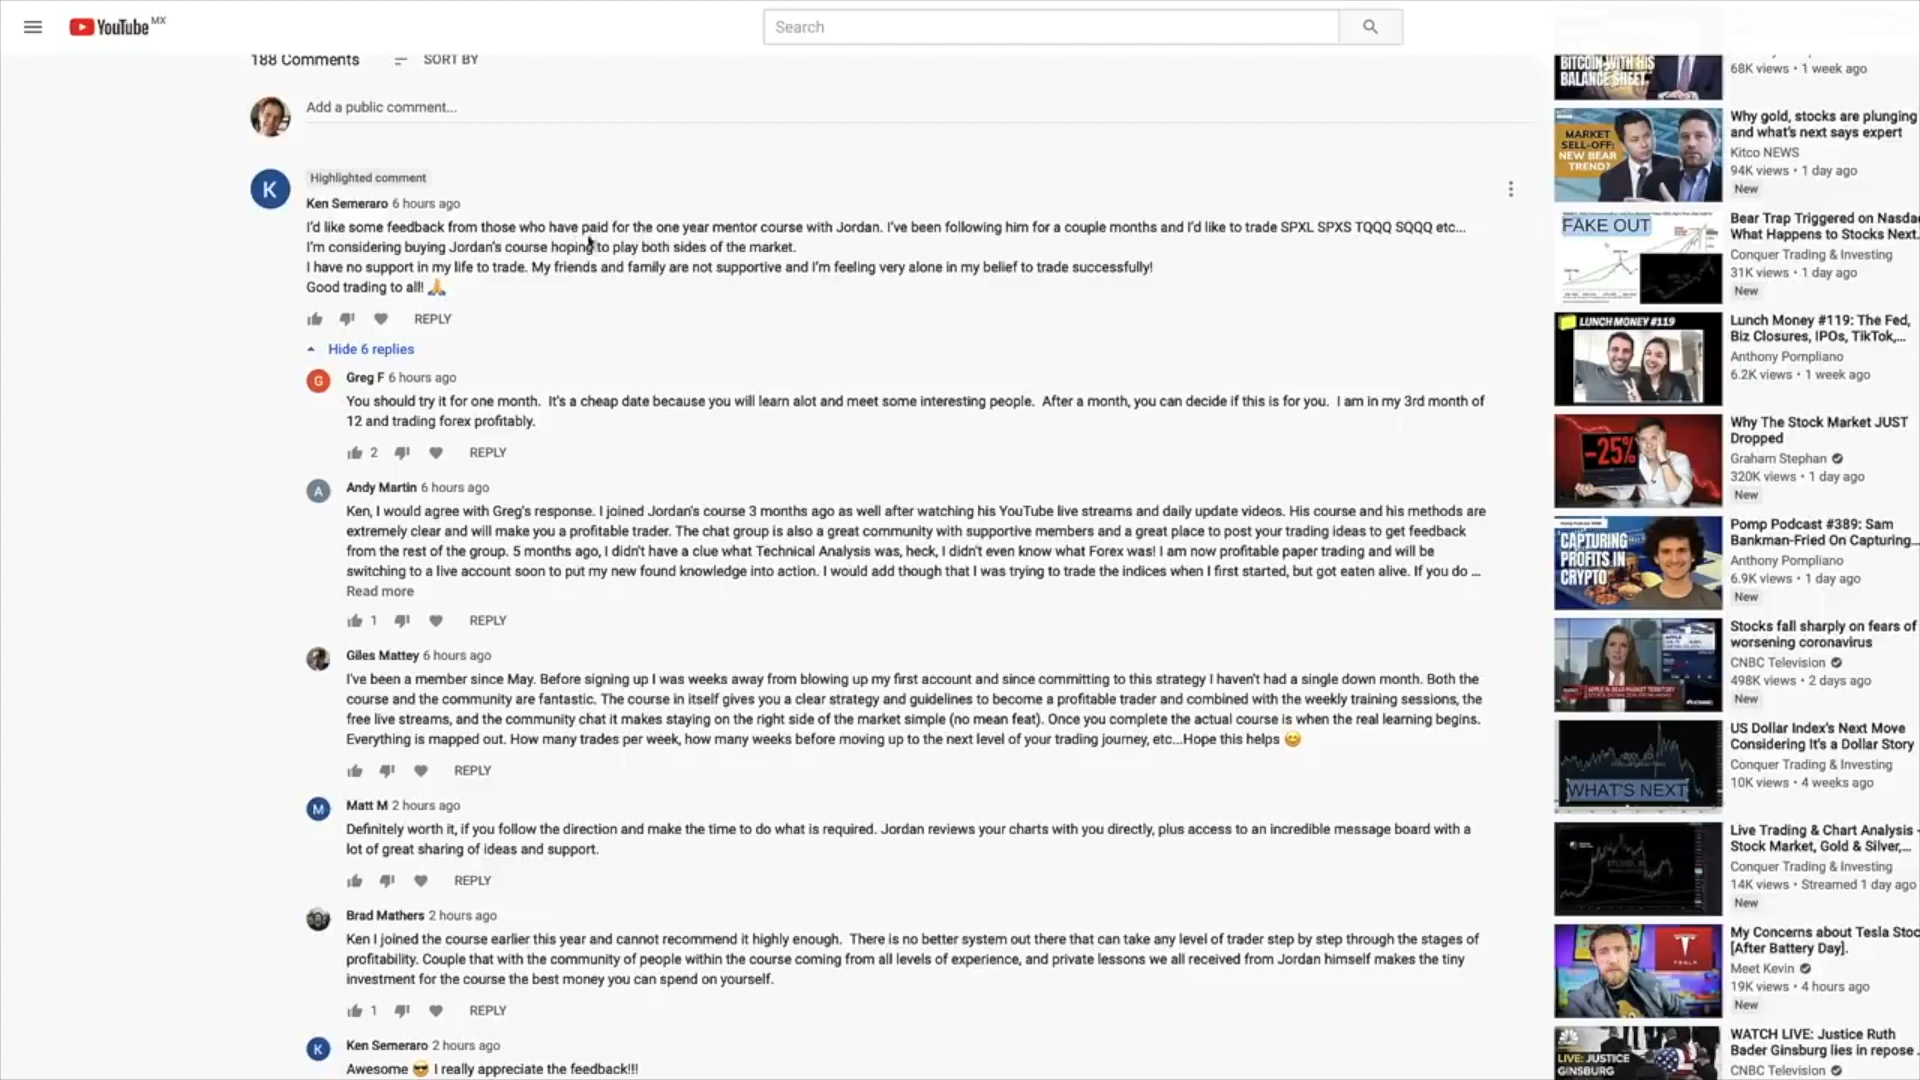 YouTube MX
Search
188 Comments
SORT BY
Add a public comment...
K
Highlighted comment
Ken Semeraro 6 hours ago
I'd like some feedback from those who have paid for the one year mentor course with Jordan. I've been following him for a couple months and I'd like to trade SPXL SPXS TQQQ SQQQ etc...
I'm considering buying Jordan's course hoping to play both sides of the market.
I have no support in my life to trade. My friends and family are not supportive and I'm feeling very alone in my belief to trade successfully!
Good trading to all! 🙏
REPLY
Hide 6 replies
G
Greg F 6 hours ago
You should try it for one month. It's a cheap date because you will learn alot and meet some interesting people. After a month, you can decide if this is for you. I am in my 3rd month of
12 and trading forex profitably.
2 REPLY
A
Andy Martin 6 hours ago
Ken, I would agree with Greg's response. I joined Jordan's course 3 months ago as well after watching his YouTube live streams and daily update videos. His course and his methods are
extremely clear and will make you a profitable trader. The chat group is also a great community with supportive members and a great place to post your trading ideas to get feedback
from the rest of the group. 5 months ago, I didn't have a clue what Technical Analysis was, heck, I didn't even know what Forex was! I am now profitable paper trading and will be
switching to a live account soon to put my new found knowledge into action. I would add though that I was trying to trade the indices when I first started, but got eaten alive. If you do ...
Read more
1 REPLY
Giles Mattey 6 hours ago
I've been a member since May. Before signing up I was weeks away from blowing up my first account and since committing to this strategy I haven't had a single down month. Both the
course and the community are fantastic. The course in itself gives you a clear strategy and guidelines to become a profitable trader and combined with the weekly training sessions, the
free live streams, and the community chat it makes staying on the right side of the market simple (no mean feat). Once you complete the actual course is when the real learning begins.
Everything is mapped out. How many trades per week, how many weeks before moving up to the next level of your trading journey, etc...Hope this helps 😊
REPLY
M
Matt M 2 hours ago
Definitely worth it, if you follow the direction and make the time to do what is required. Jordan reviews your charts with you directly, plus access to an incredible message board with a
lot of great sharing of ideas and support.
REPLY
Brad Mathers 2 hours ago
Ken I joined the course earlier this year and cannot recommend it highly enough. There is no better system out there that can take any level of trader step by step through the stages of
profitability. Couple that with the community of people within the course coming from all levels of experience, and private lessons we all received from Jordan himself makes the tiny
investment for the course the best money you can spend on yourself.
1 REPLY
K
Ken Semeraro 2 hours ago
Awesome 😎 I really appreciate the feedback!!!
BITCOIN WITH HIS
BALANCE SHEET
68K views • 1 week ago
MARKET
SELL-OFF:
NEW BEAR
TREND?
Why gold, stocks are plunging
and what's next says expert
Kitco NEWS
94K views • 1 day ago
New
FAKE OUT
Bear Trap Triggered on Nasda
What Happens to Stocks Next.
Conquer Trading & Investing
31K views • 1 day ago
New
LUNCH MONEY #119
Lunch Money #119: The Fed,
Biz Closures, IPOs, TikTok,...
Anthony Pompliano
6.2K views • 1 week ago
-25%
Why The Stock Market JUST
Dropped
Graham Stephan
320K views • 1 day ago
New
CAPTURING
PROFITS IN
CRYPTO
Pomp Podcast #389: Sam
Bankman-Fried On Capturing...
Anthony Pompliano
6.9K views • 1 day ago
New
Stocks fall sharply on fears of
worsening coronavirus
CNBC Television
498K views • 2 days ago
New
WHAT'S NEXT
US Dollar Index's Next Move
Considering It's a Dollar Story
Conquer Trading & Investing
10K views • 4 weeks ago
Live Trading & Chart Analysis -
Stock Market, Gold & Silver,...
Conquer Trading & Investing
14K views • Streamed 1 day ago
New
TESLA
My Concerns about Tesla Stoc
[After Battery Day].
Meet Kevin
19K views • 4 hours ago
New
LIVE: JUSTICE
GINSBURG
WATCH LIVE: Justice Ruth
Bader Ginsburg lies in repose
CNBC Television